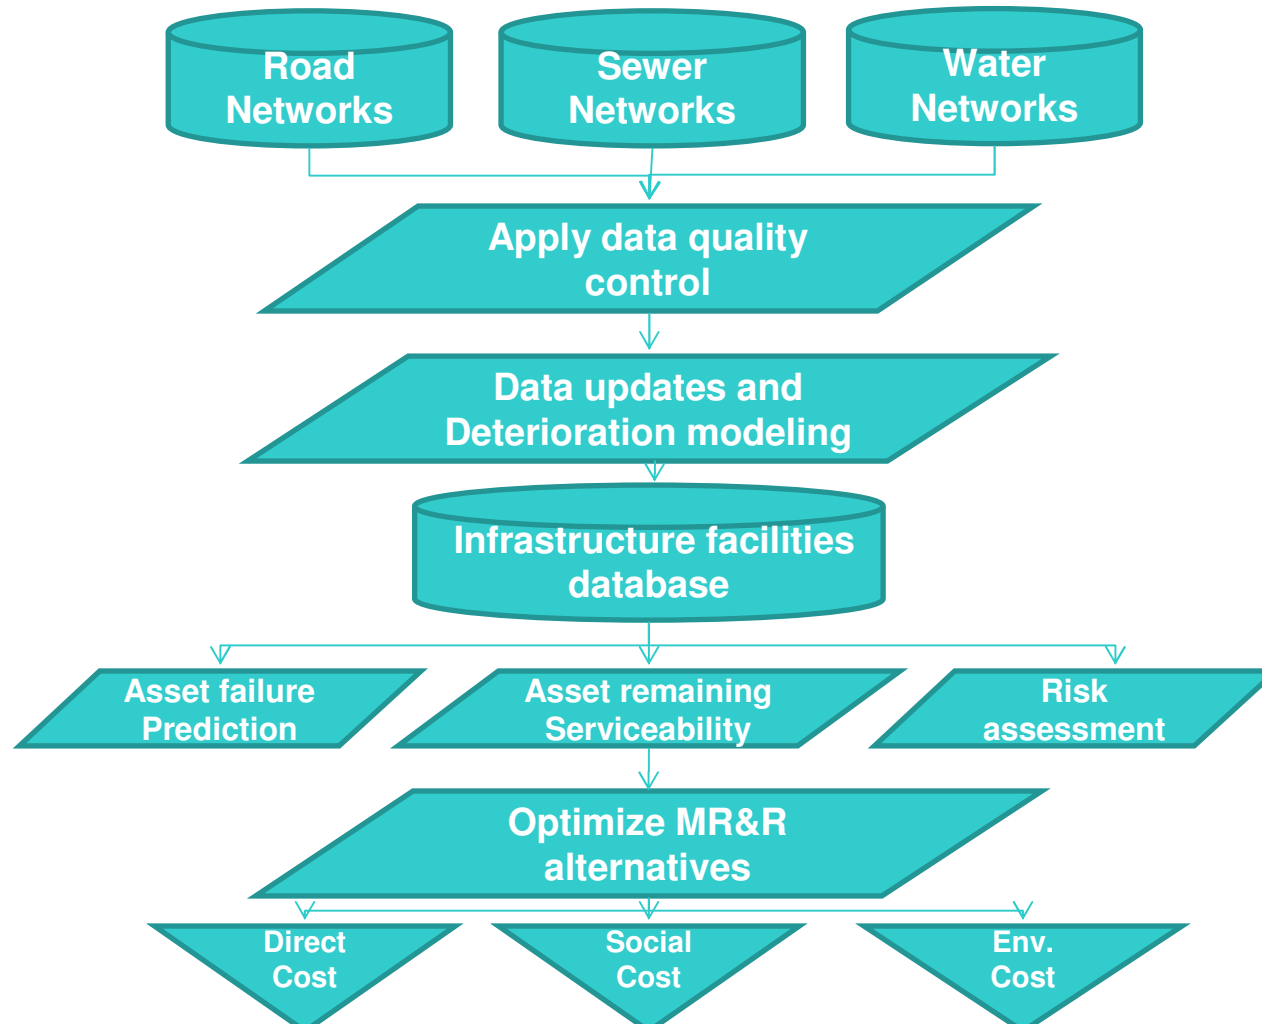 Road
Networks
Sewer
Networks
Water
Networks
Apply data quality
control
Data updates and
Deterioration modeling
Infrastructure facilities
database
Asset failure
Prediction
Asset remaining
Serviceability
Risk
assessment
Optimize MR&R
alternatives
Direct
Cost
Social
Cost
Env.
Cost